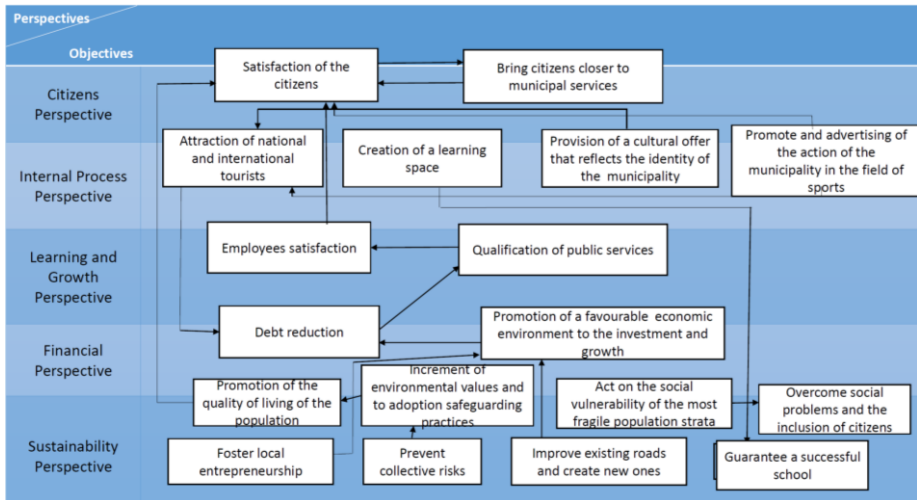 Perspectives
Objectives
Satisfaction of the
citizens
Bring citizens closer to
municipal services
Citizens
Perspective
Attraction of national
and international
tourists
Creation of a learning
space
Provision of a cultural offer
that reflects the identity of
the municipality
Promote and advertising of
the action of the
municipality in the field of
sports
Internal Process
Perspective
Employees satisfaction
Qualification of public services
Learning and
Growth
Perspective
Debt reduction
Promotion of a favourable economic
environment to the investment and
growth
Financial
Perspective
Promotion of the
quality of living of the
population
Increment of
environmental values and
to adoption safeguarding
practices
Act on the social
vulnerability of the most
fragile population strata
Overcome social
problems and the
inclusion of citizens
Sustainability
Perspective
Foster local
entrepreneurship
Prevent
collective risks
Improve existing roads
and create new ones
Guarantee a successful
school